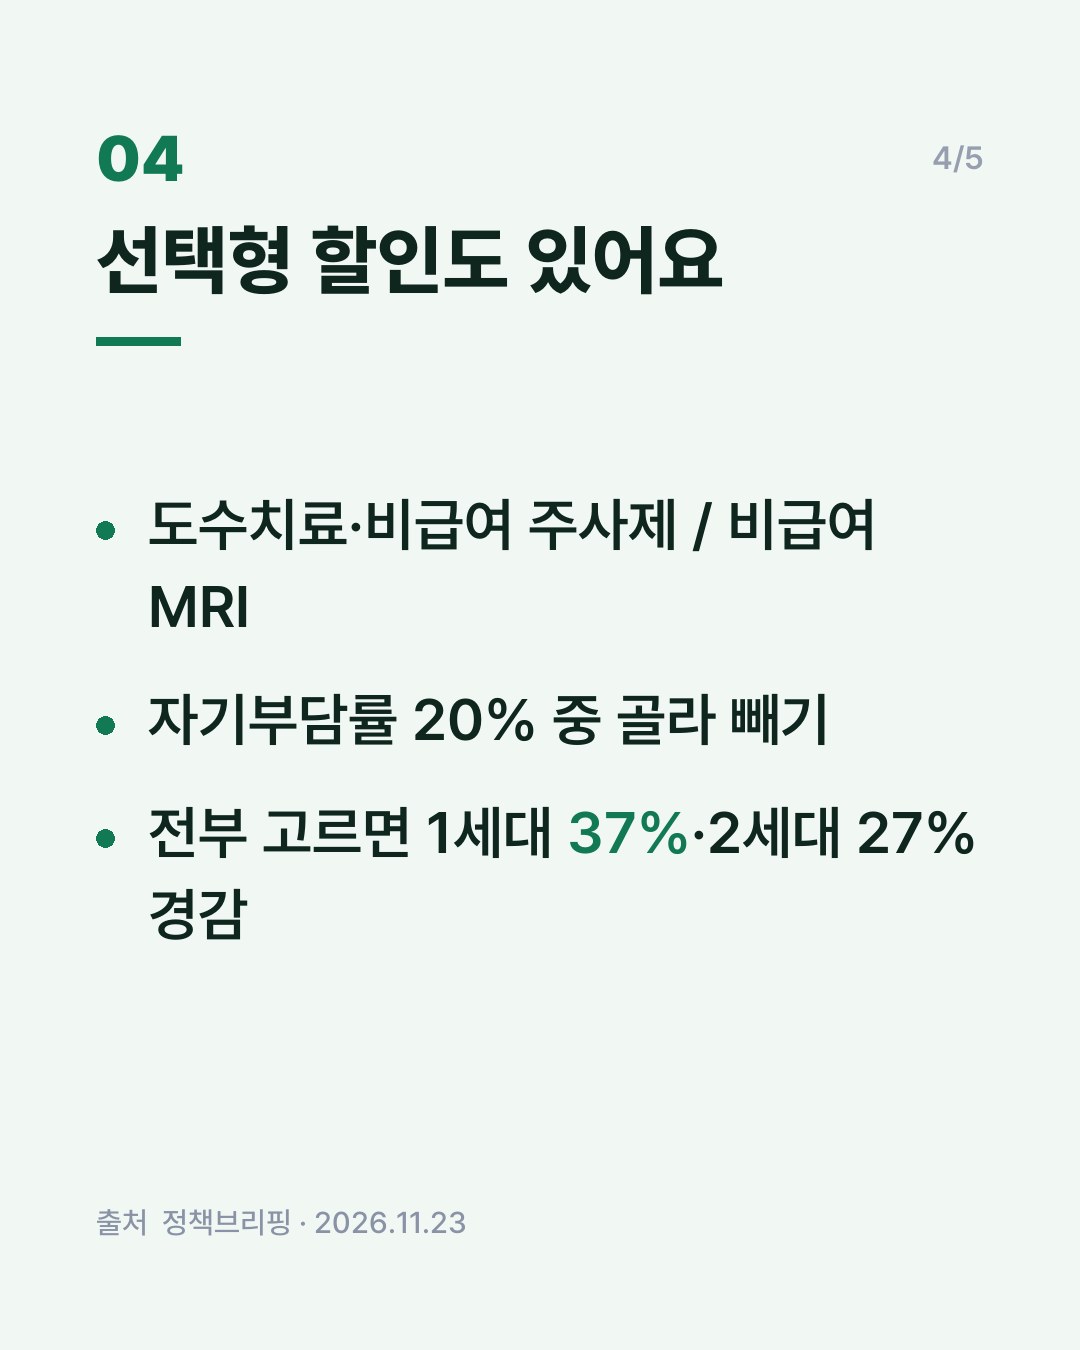 04
4/5
선택형 할인도 있어요
도수치료·비급여 주사제 / 비급여
MRI
자기부담률 20% 중 골라 빼기
전부 고르면 1세대 37%·2세대 27%
경감
출처 정책브리핑 · 2026.11.23